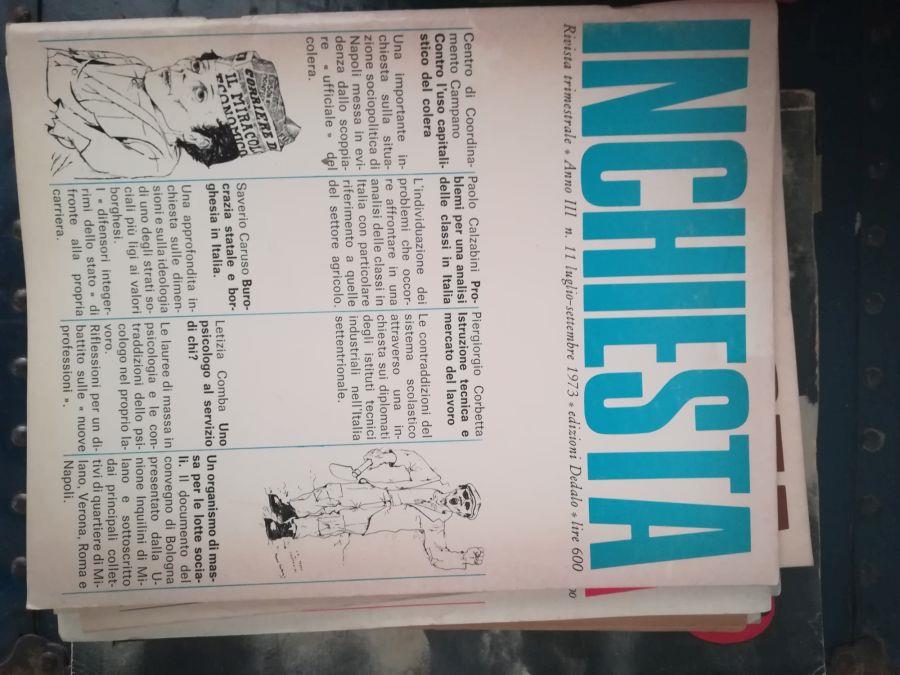 INCHIESTA
Rivista trimestrale * Anno III n. 11 luglio-settembre 1973 * edizioni Dedalo * lire 600
Centro di Coordina-
mento Campano
Contro l'uso capitali-
stico del colera
Una importante in-
chiesta sulla situa-
zione sociopolitica di
Napoli messa in evi-
denza dallo scoppia-
re « ufficiale » del
colera.
CORRIERE D
IL MIRACOL
ECONOMICO
Paolo Calzabini Pro-
blemi per una analisi
delle classi in Italia
L'individuazione dei
problemi che occor-
re affrontare in una
analisi delle classi in
Italia con particolare
riferimento a quelle
del settore agricolo.
Saverio Caruso Buro-
crazia statale e bor-
ghesia in Italia.
Una approfondita in-
chiesta sulle dimen-
sioni e sulla ideologia
di uno degli strati so-
ciali più ligi ai valori
borghesi.
I « difensori integer-
rimi dello stato » di
fronte alla propria
carriera.
Piergiorgio Corbetta
Istruzione tecnica e
mercato del lavoro
Le contraddizioni del
sistema scolastico
attraverso una in-
chiesta sui diplomati
degli istituti tecnici
industriali nell'Italia
settentrionale.
Letizia Comba Uno
psicologo al servizio
di chi?
Le lauree di massa in
psicologia e le con-
traddizioni dello psi-
cologo nel proprio la-
voro.
Riflessioni per un di-
battito sulle « nuove
professioni ».
Un organismo di mas-
sa per le lotte socia-
li. Il documento del
convegno di Bologna
presentato dalla U-
nione Inquilini di Mi-
lano e sottoscritto
dai principali collet-
tivi di quartiere di Mi-
lano, Verona, Roma e
Napoli.